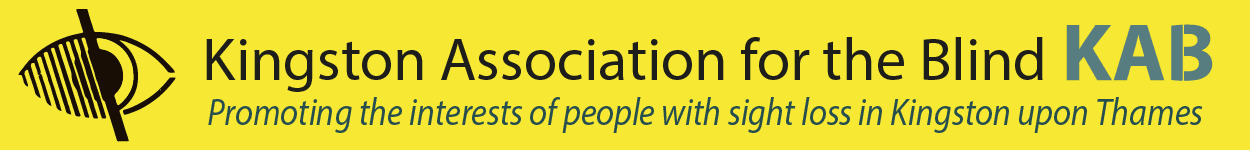 Kingston Association for the Blind KAB
Promoting the interests of people with sight loss in Kingston upon Thames